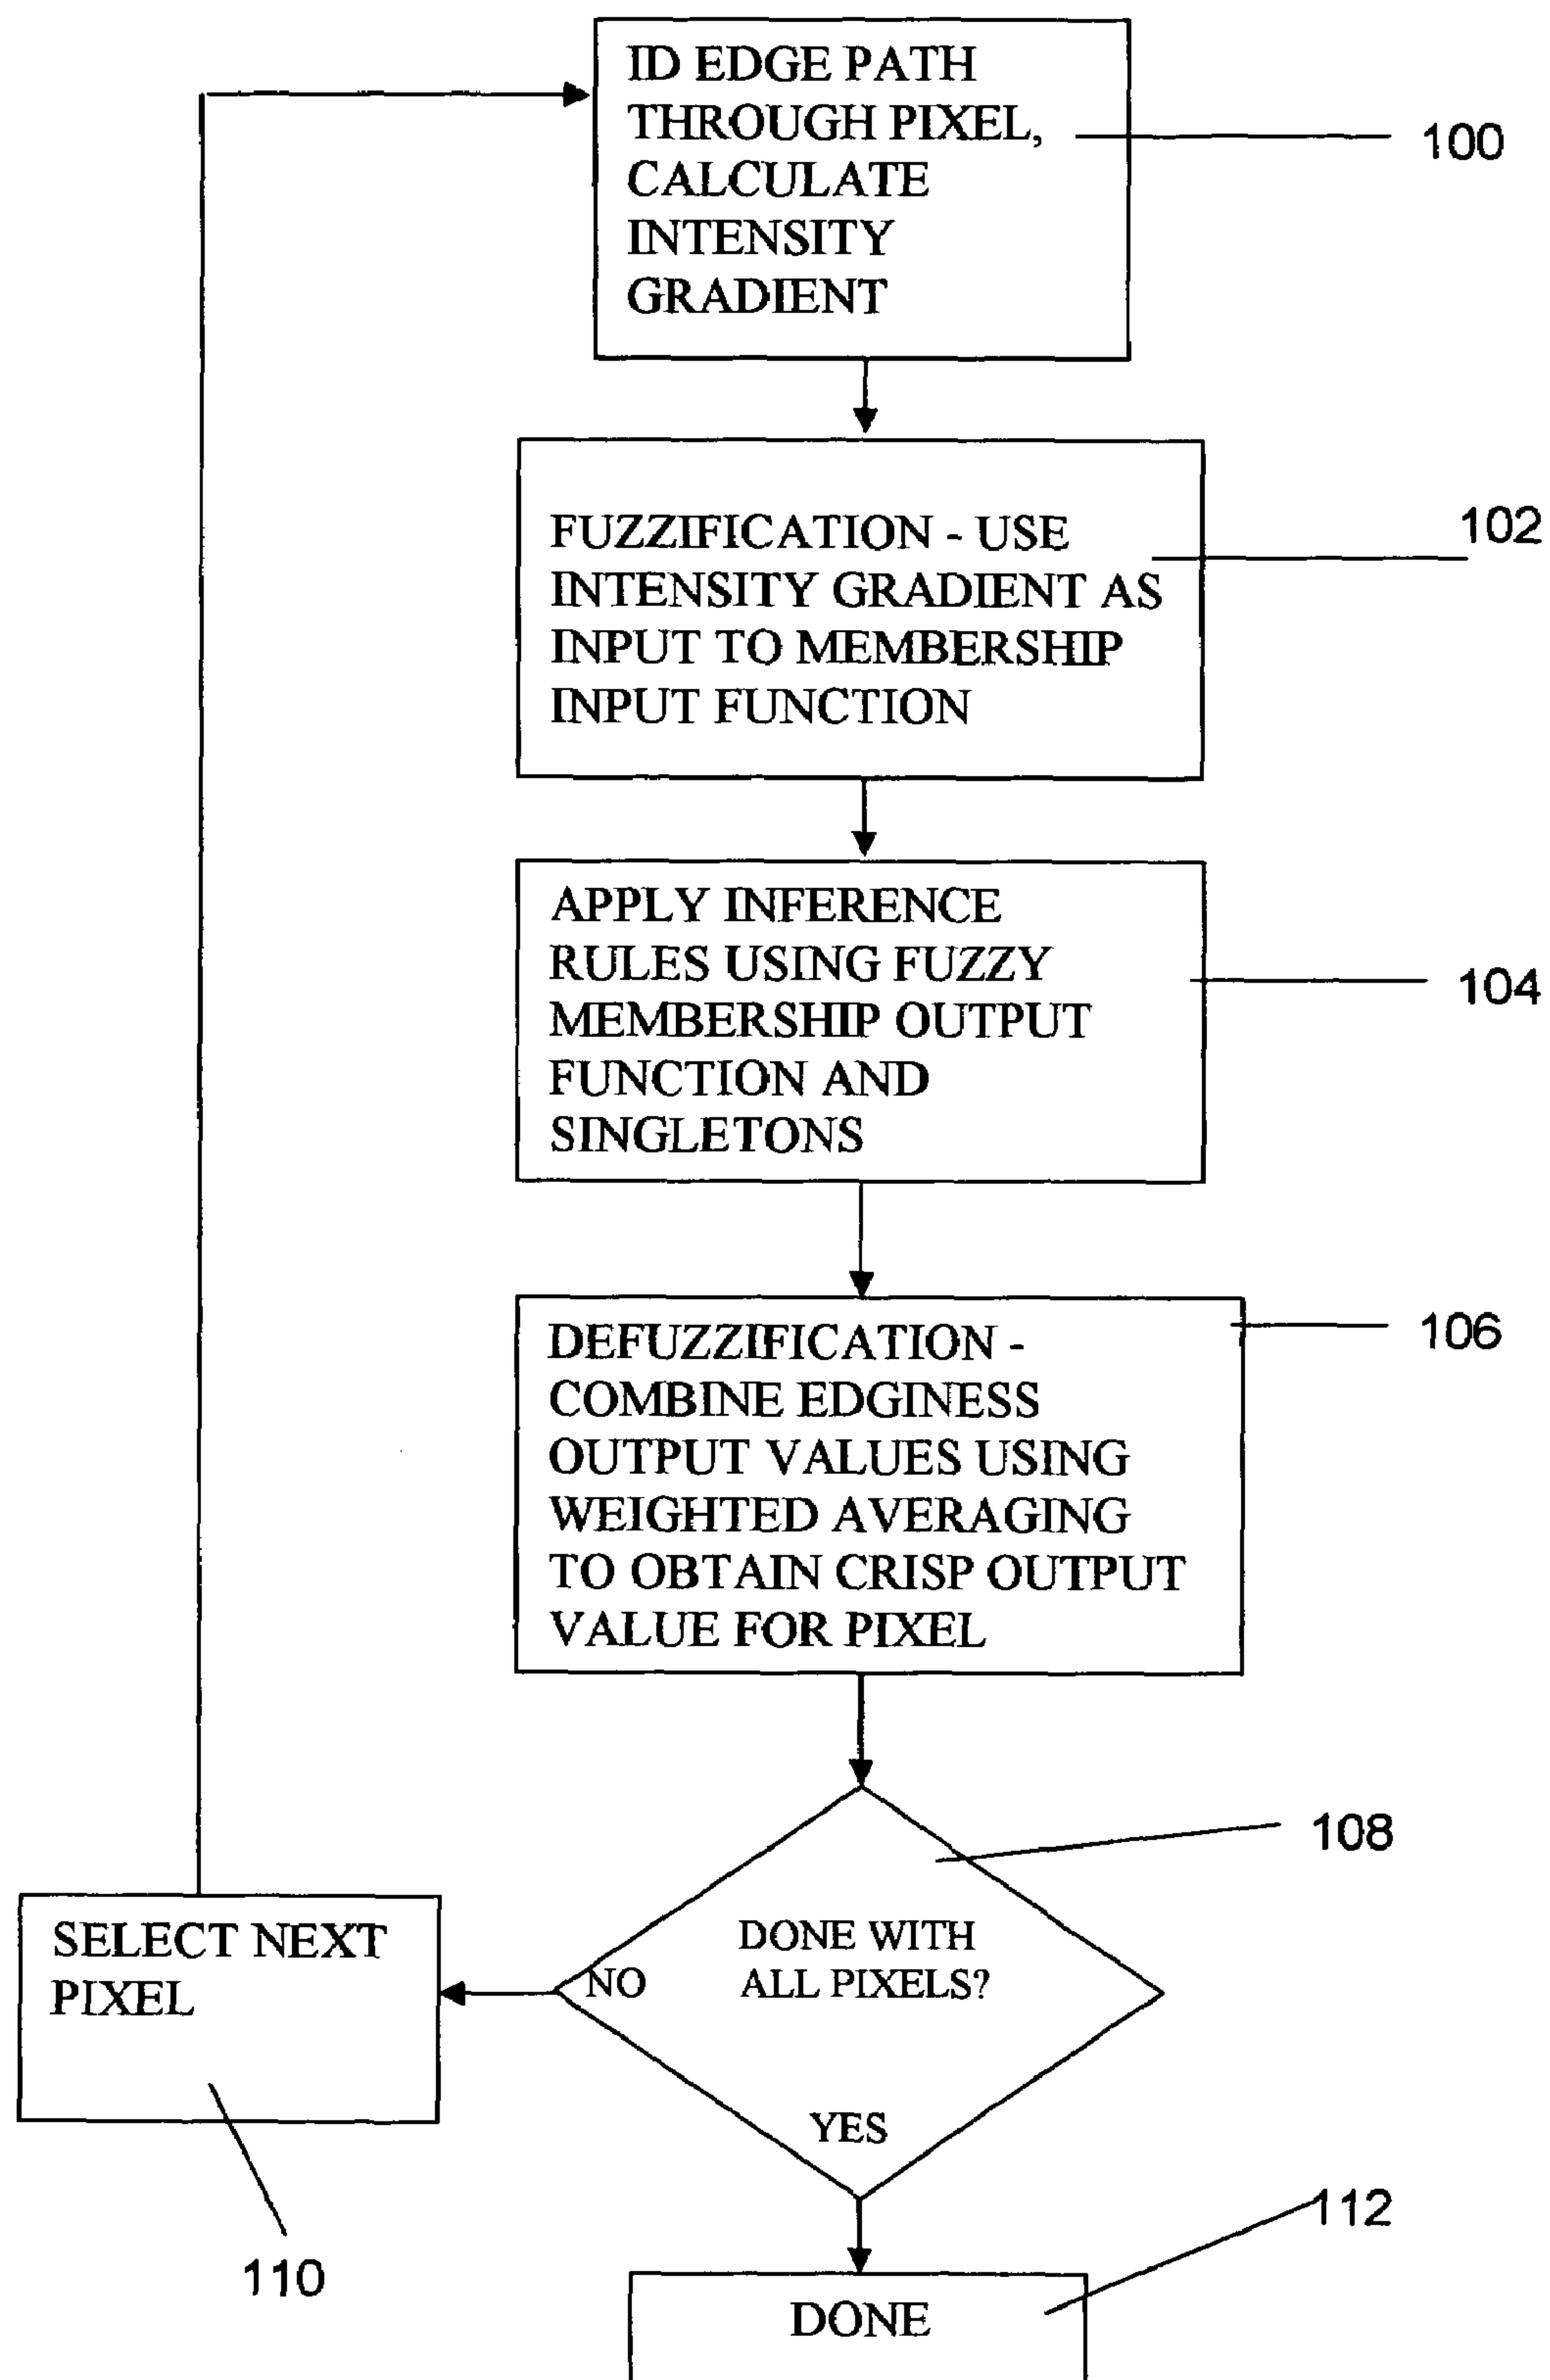 ID EDGE PATH
THROUGH PIXEL,
CALCULATE
INTENSITY
GRADIENT
100
FUZZIFICATION - USE
INTENSITY GRADIENT AS
INPUT TO MEMBERSHIP
INPUT FUNCTION
102
APPLY INFERENCE
RULES USING FUZZY
MEMBERSHIP OUTPUT
FUNCTION AND
SINGLETONS
104
DEFUZZIFICATION -
COMBINE EDGINESS
OUTPUT VALUES USING
WEIGHTED AVERAGING
TO OBTAIN CRISP OUTPUT
VALUE FOR PIXEL
106
108
DONE WITH
ALL PIXELS?
NO
YES
SELECT NEXT
PIXEL
110
112
DONE